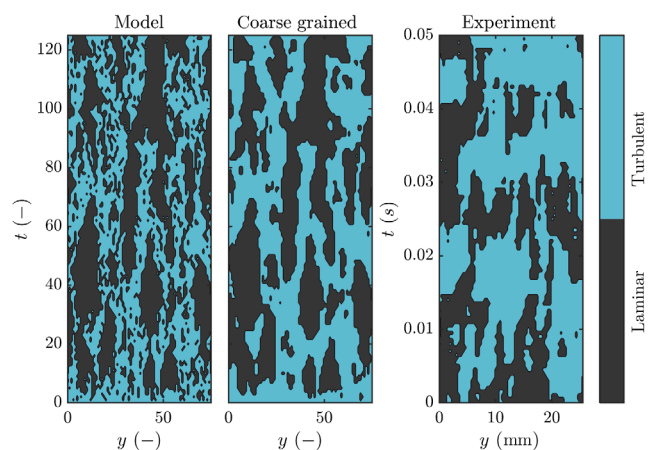 Model Coarse grained Experiment
120
100
80
60
40
20
0
t (−)
0 50
y (−)
0 50
y (−)
0.05
0.04
0.03
0.02
0.01
0
t (s)
0 10 20
y (mm)
Turbulent
Laminar